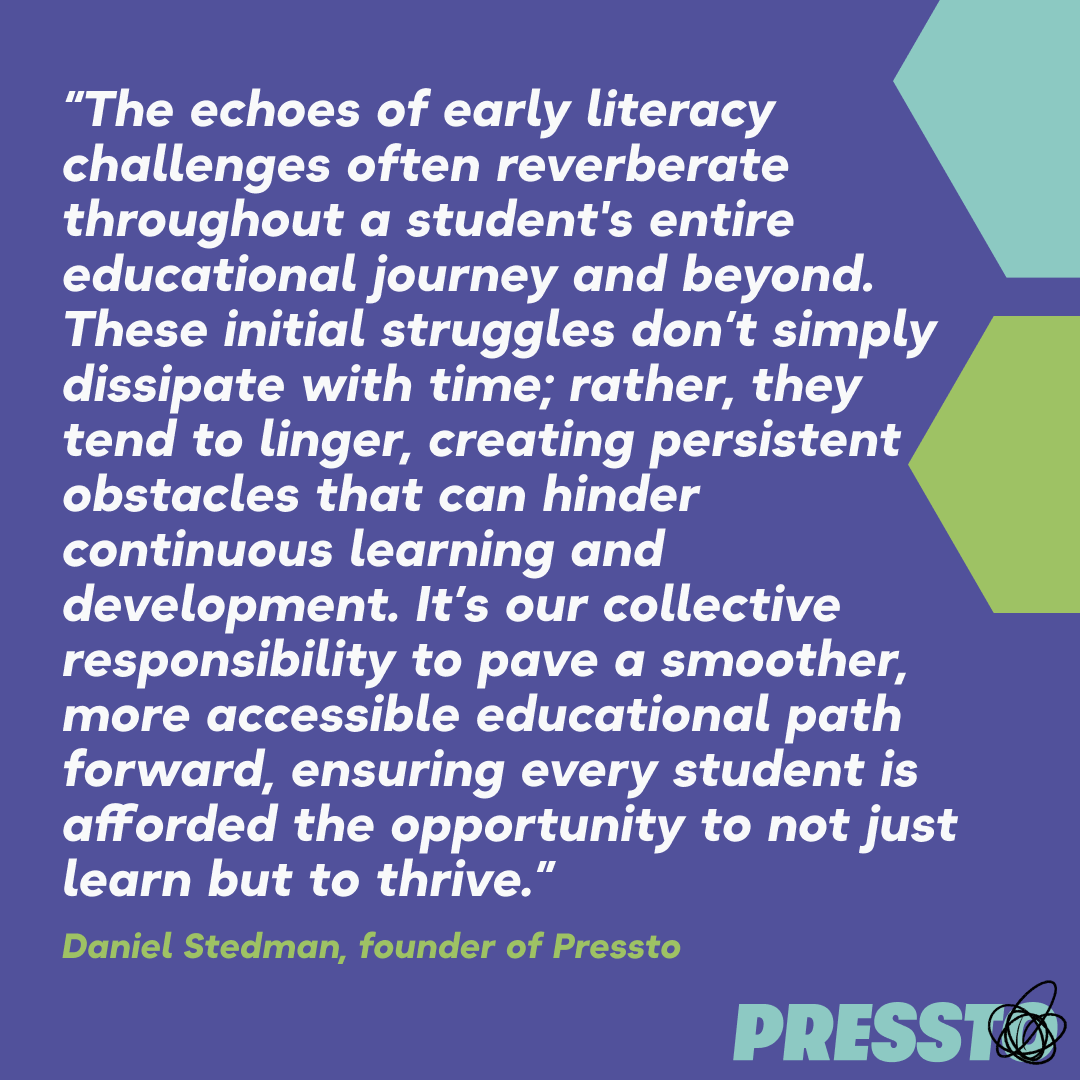 “The echoes of early literacy
challenges often reverberate
throughout a student's entire
educational journey and beyond.
These initial struggles don’t simply
dissipate with time; rather, they
tend to linger, creating persistent
obstacles that can hinder
continuous learning and
development. It’s our collective
responsibility to pave a smoother,
more accessible educational path
forward, ensuring every student is
afforded the opportunity to not just
learn but to thrive.”
Daniel Stedman, founder of Pressto
PRESSTO